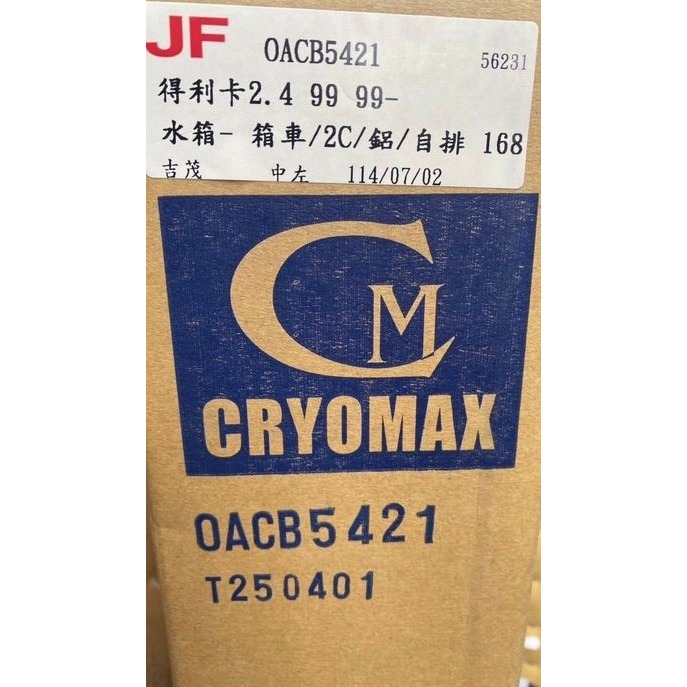 JF OACB5421 56231
得利卡2.4 99 99-
水箱- 箱車/2C/鋁/自排 168
吉茂 中左 114/07/02
CM
CRYOMAX
OACB5421
T250401